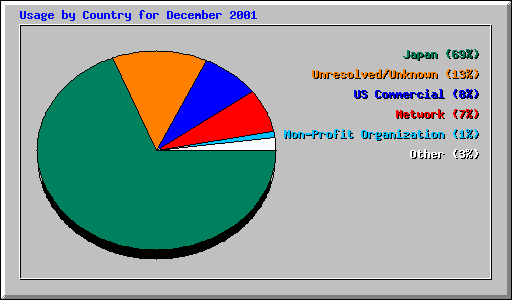 Usage by Country for December 2001
Japan (69%)
Unresolved/Unknown (13%)
US Commercial (8%)
Network (7%)
Non-Profit Organization (1%)
Other (3%)